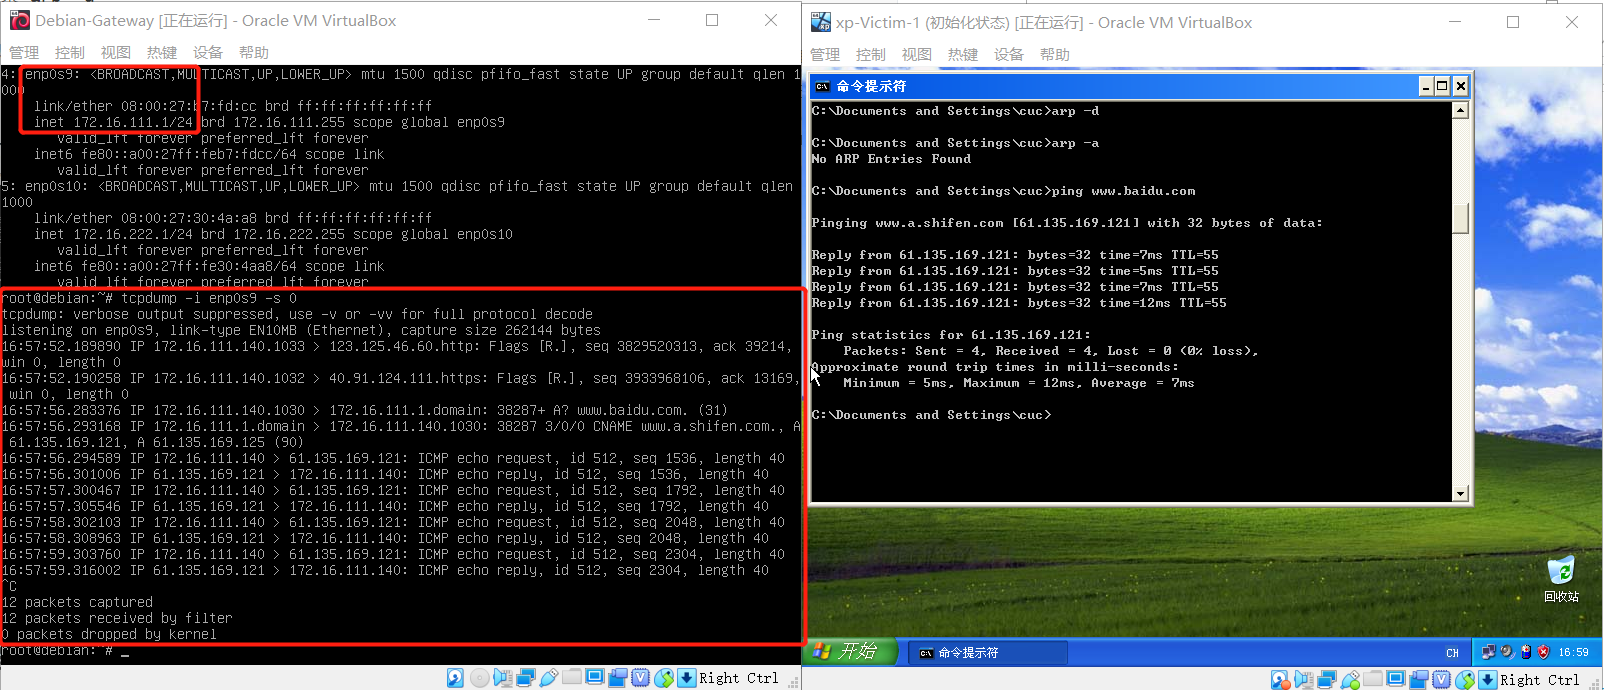 Debian-Gateway [正在运行] - Oracle VM VirtualBox
管理 控制 视图 热键 设备 帮助
4: enp0s9: <BROADCAST,MULTICAST,UP,LOWER_UP> mtu 1500 qdisc pfifo_fast state UP group default qlen 1
000
link/ether 08:00:27:b7:fd:cc brd ff:ff:ff:ff:ff:ff
inet 172.16.111.1/24 brd 172.16.111.255 scope global enp0s9
valid_lft forever preferred_lft forever
inet6 fe80::a00:27ff:feb7:fdcc/64 scope link
valid_lft forever preferred_lft forever
5: enp0s10: <BROADCAST,MULTICAST,UP,LOWER_UP> mtu 1500 qdisc pfifo_fast state UP group default qlen
1000
link/ether 08:00:27:30:4a:a8 brd ff:ff:ff:ff:ff:ff
inet 172.16.222.1/24 brd 172.16.222.255 scope global enp0s10
valid_lft forever preferred_lft forever
inet6 fe80::a00:27ff:fe30:4aa8/64 scope link
valid_lft forever preferred_lft forever
root@debian:~# tcpdump -i enp0s9 -s 0
tcpdump: verbose output suppressed, use -v or -vv for full protocol decode
listening on enp0s9, link-type EN10MB (Ethernet), capture size 262144 bytes
16:57:52.189890 IP 172.16.111.140.1033 > 123.125.46.60.http: Flags [R.], seq 3829520313, ack 39214,
win 0, length 0
16:57:52.190258 IP 172.16.111.140.1032 > 40.91.124.111.https: Flags [R.], seq 3933968106, ack 13169,
win 0, length 0
16:57:56.283376 IP 172.16.111.140.1030 > 172.16.111.1.domain: 38287+ A? www.baidu.com. (31)
16:57:56.293168 IP 172.16.111.1.domain > 172.16.111.140.1030: 38287 3/0/0 CNAME www.a.shifen.com., A
61.135.169.121, A 61.135.169.125 (90)
16:57:56.294589 IP 172.16.111.140 > 61.135.169.121: ICMP echo request, id 512, seq 1536, length 40
16:57:56.301006 IP 61.135.169.121 > 172.16.111.140: ICMP echo reply, id 512, seq 1536, length 40
16:57:57.300467 IP 172.16.111.140 > 61.135.169.121: ICMP echo request, id 512, seq 1792, length 40
16:57:57.305546 IP 61.135.169.121 > 172.16.111.140: ICMP echo reply, id 512, seq 1792, length 40
16:57:58.302103 IP 172.16.111.140 > 61.135.169.121: ICMP echo request, id 512, seq 2048, length 40
16:57:58.308963 IP 61.135.169.121 > 172.16.111.140: ICMP echo reply, id 512, seq 2048, length 40
16:57:59.303760 IP 172.16.111.140 > 61.135.169.121: ICMP echo request, id 512, seq 2304, length 40
16:57:59.316002 IP 61.135.169.121 > 172.16.111.140: ICMP echo reply, id 512, seq 2304, length 40
^C
12 packets captured
12 packets received by filter
0 packets dropped by kernel
root@debian:~# _
Right Ctrl
xp-Victim-1 (初始化状态) [正在运行] - Oracle VM VirtualBox
管理 控制 视图 热键 设备 帮助
命令提示符
C:\Documents and Settings\cuc>arp -d
C:\Documents and Settings\cuc>arp -a
No ARP Entries Found
C:\Documents and Settings\cuc>ping www.baidu.com
Pinging www.a.shifen.com [61.135.169.121] with 32 bytes of data:
Reply from 61.135.169.121: bytes=32 time=7ms TTL=55
Reply from 61.135.169.121: bytes=32 time=5ms TTL=55
Reply from 61.135.169.121: bytes=32 time=7ms TTL=55
Reply from 61.135.169.121: bytes=32 time=12ms TTL=55
Ping statistics for 61.135.169.121:
Packets: Sent = 4, Received = 4, Lost = 0 (0% loss),
Approximate round trip times in milli-seconds:
Minimum = 5ms, Maximum = 12ms, Average = 7ms
C:\Documents and Settings\cuc>
回收站
开始 命令提示符 CH 16:59
Right Ctrl